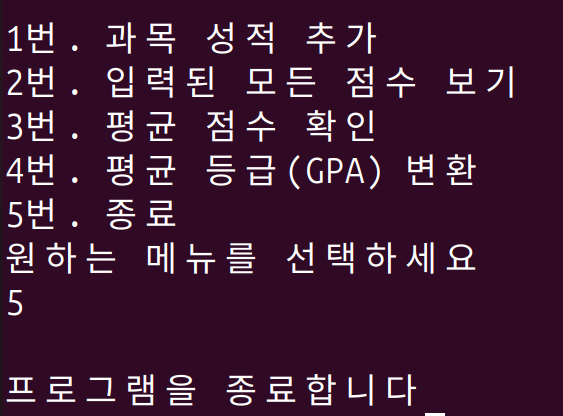 1번. 과목 성적 추가
2번. 입력된 모든 점수 보기
3번. 평균 점수 확인
4번. 평균 등급(GPA) 변환
5번. 종료
원하는 메뉴를 선택하세요
5
프로그램을 종료합니다